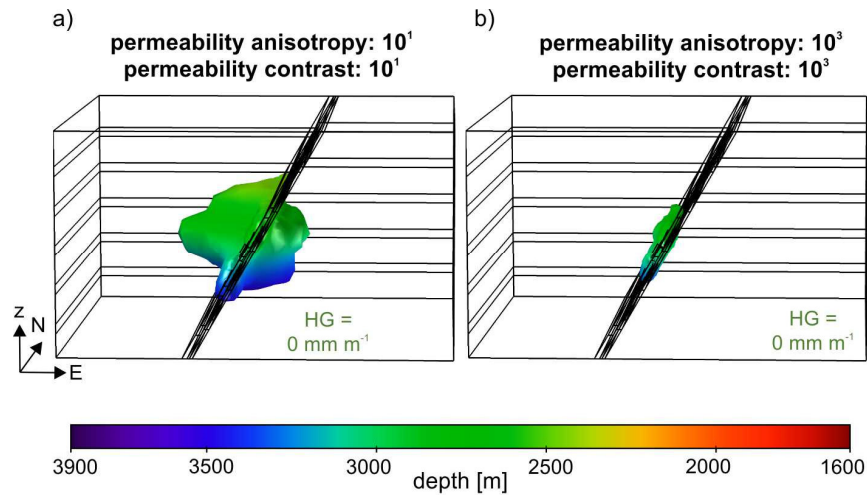 a)
permeability anisotropy: 10¹
permeability contrast: 10¹
HG =
0 mm m⁻¹
z
N
E
b)
permeability anisotropy: 10³
permeability contrast: 10³
HG =
0 mm m⁻¹
3900 3500 3000 2500 2000 1600
depth [m]